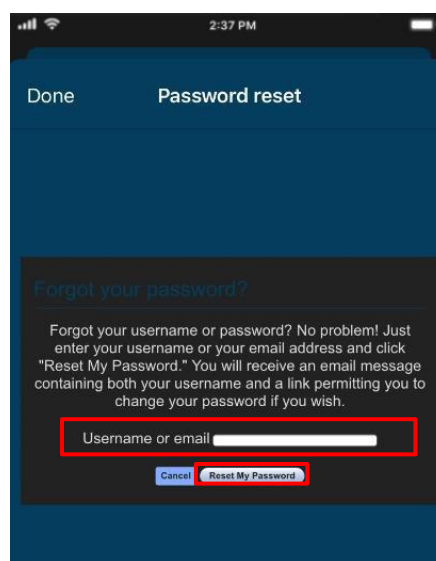 2:37 PM
Done Password reset
Forgot your password?
Forgot your username or password? No problem! Just
enter your username or your email address and click
"Reset My Password." You will receive an email message
containing both your username and a link permitting you to
change your password if you wish.
Username or email
Cancel Reset My Password